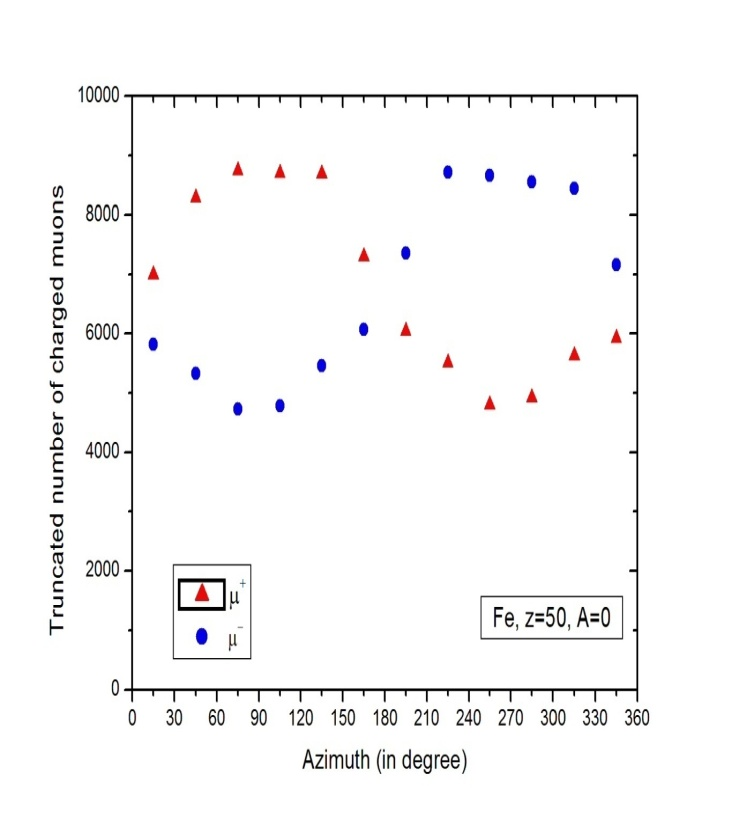 10000
8000
6000
4000
2000
0
Truncated number of charged muons
μ+
μ-
Fe, z=50, A=0
0 30 60 90 120 150 180 210 240 270 300 330 360
Azimuth (in degree)